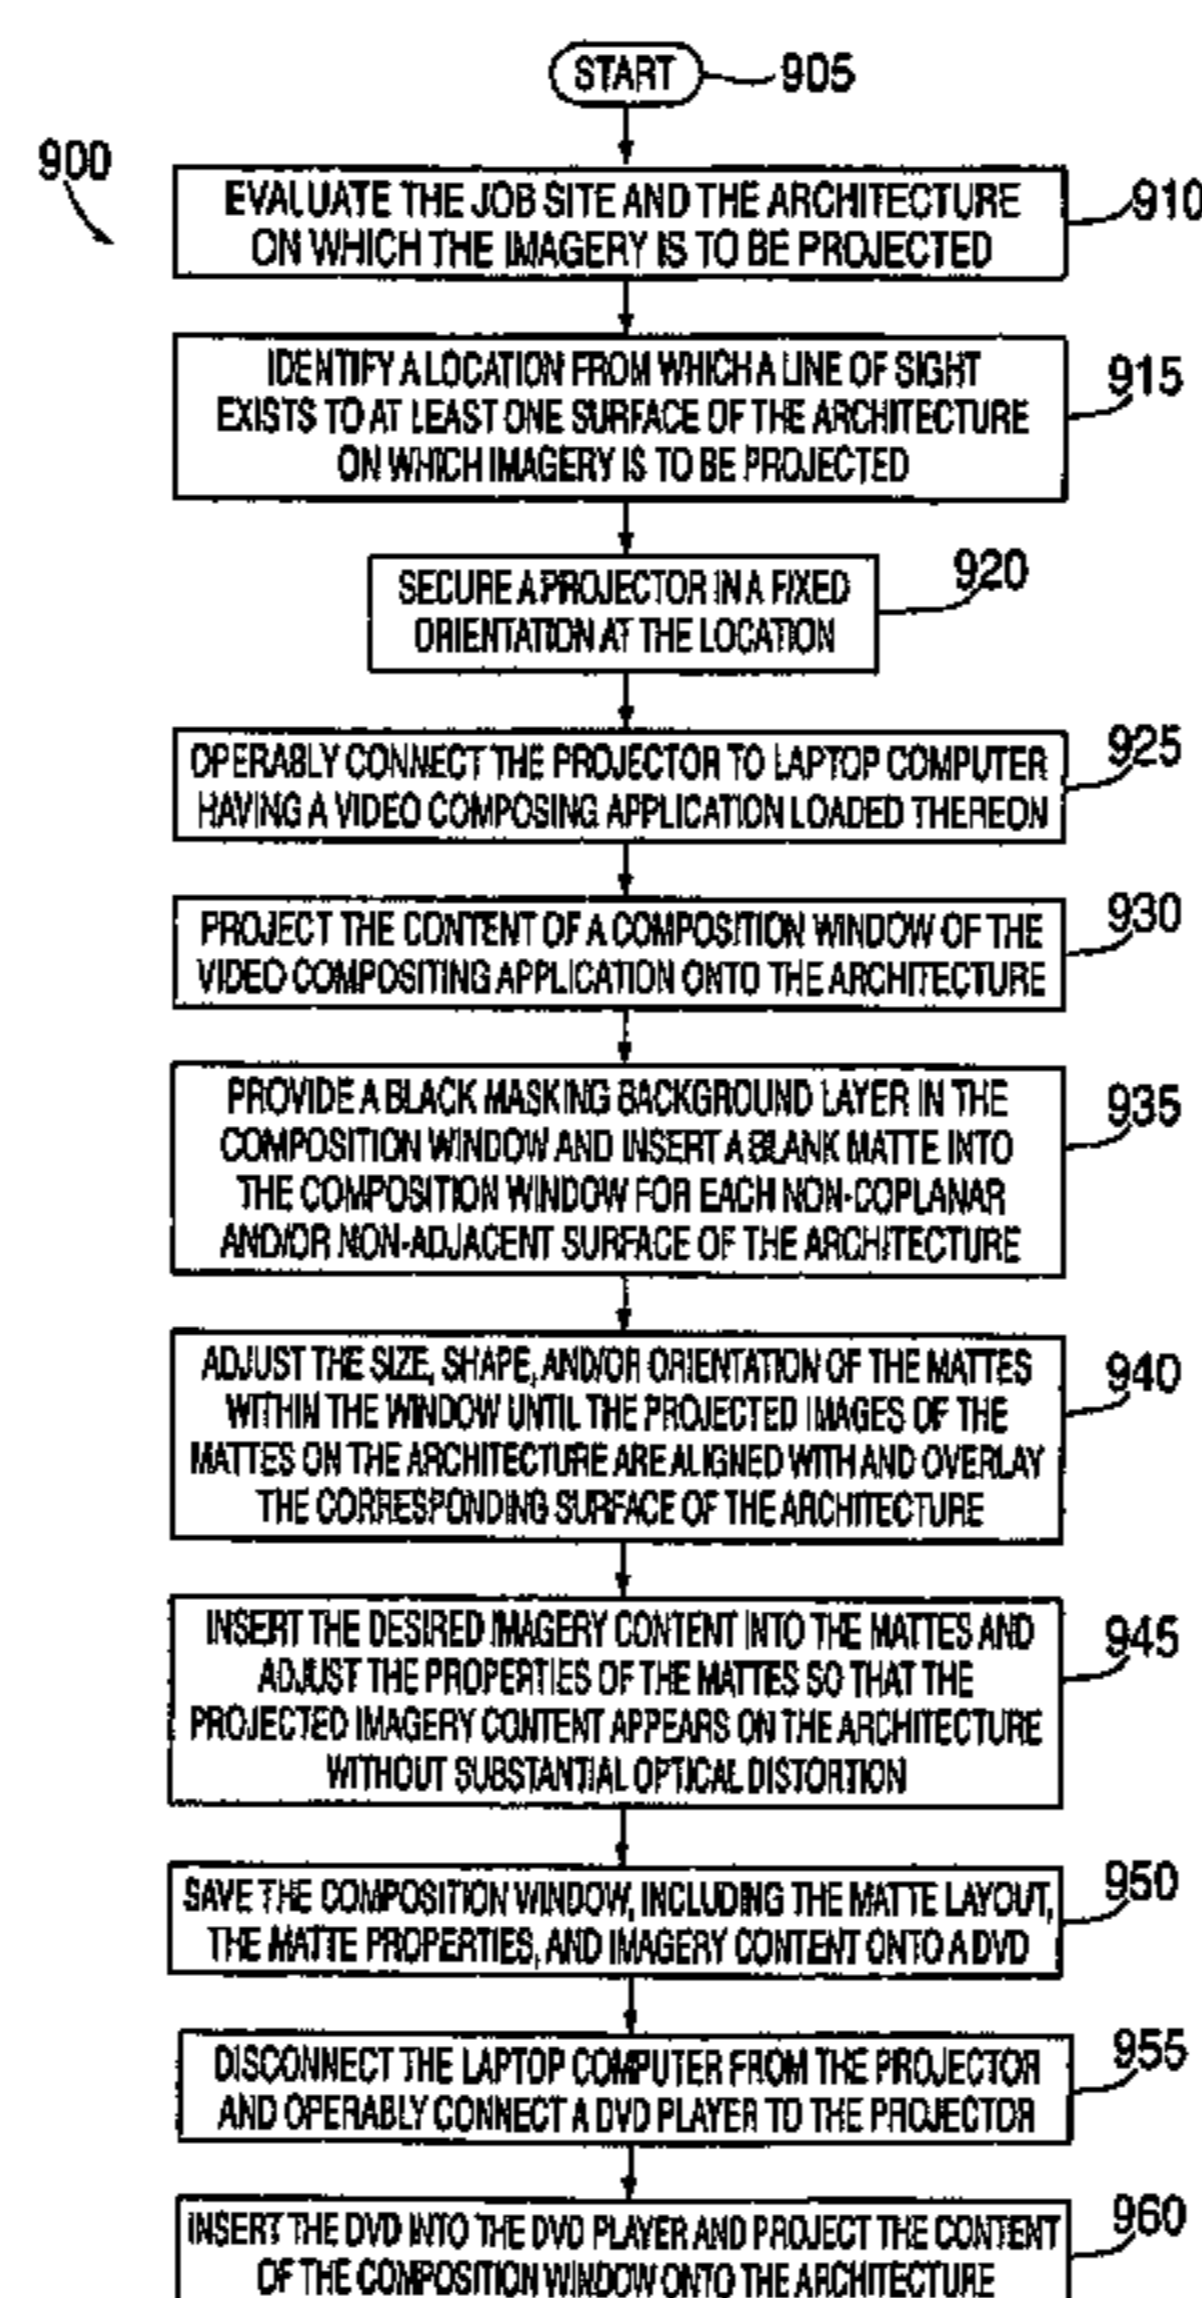 START
905
900
EVALUATE THE JOB SITE AND THE ARCHITECTURE
ON WHICH THE IMAGERY IS TO BE PROJECTED
910
IDENTIFY A LOCATION FROM WHICH A LINE OF SIGHT
EXISTS TO AT LEAST ONE SURFACE OF THE ARCHITECTURE
ON WHICH IMAGERY IS TO BE PROJECTED
915
SECURE A PROJECTOR IN A FIXED
ORIENTATION AT THE LOCATION
920
OPERABLY CONNECT THE PROJECTOR TO LAPTOP COMPUTER
HAVING A VIDEO COMPOSING APPLICATION LOADED THEREON
925
PROJECT THE CONTENT OF A COMPOSITION WINDOW OF THE
VIDEO COMPOSITING APPLICATION ONTO THE ARCHITECTURE
930
PROVIDE A BLACK MASKING BACKGROUND LAYER IN THE
COMPOSITION WINDOW AND INSERT A BLANK MATTE INTO
THE COMPOSITION WINDOW FOR EACH NON-COPLANAR
AND/OR NON-ADJACENT SURFACE OF THE ARCHITECTURE
935
ADJUST THE SIZE, SHAPE, AND/OR ORIENTATION OF THE MATTES
WITHIN THE WINDOW UNTIL THE PROJECTED IMAGES OF THE
MATTES ON THE ARCHITECTURE ARE ALIGNED WITH AND OVERLAY
THE CORRESPONDING SURFACE OF THE ARCHITECTURE
940
INSERT THE DESIRED IMAGERY CONTENT INTO THE MATTES AND
ADJUST THE PROPERTIES OF THE MATTES SO THAT THE
PROJECTED IMAGERY CONTENT APPEARS ON THE ARCHITECTURE
WITHOUT SUBSTANTIAL OPTICAL DISTORTION
945
SAVE THE COMPOSITION WINDOW, INCLUDING THE MATTE LAYOUT,
THE MATTE PROPERTIES, AND IMAGERY CONTENT ONTO A DVD
950
DISCONNECT THE LAPTOP COMPUTER FROM THE PROJECTOR
AND OPERABLY CONNECT A DVD PLAYER TO THE PROJECTOR
955
INSERT THE DVD INTO THE DVD PLAYER AND PROJECT THE CONTENT
OF THE COMPOSITION WINDOW ONTO THE ARCHITECTURE
960